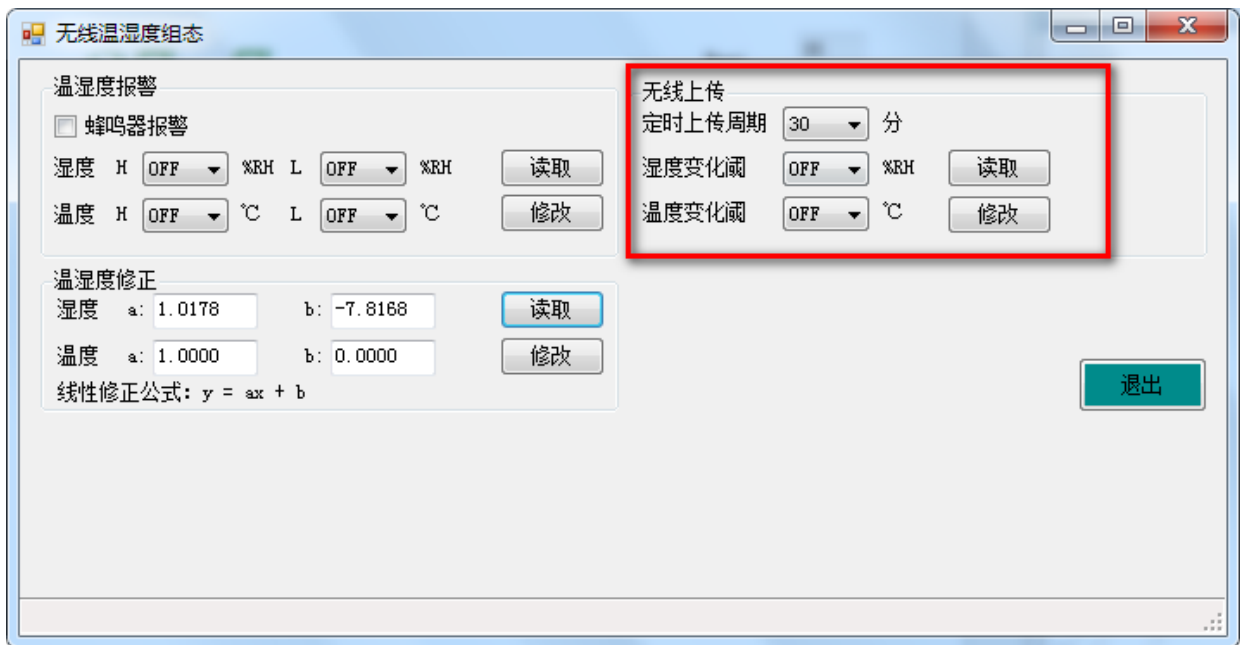 无线温湿度组态
温湿度报警
蜂鸣器报警
湿度 H OFF %RH L OFF %RH 读取
温度 H OFF ℃ L OFF ℃ 修改
无线上传
定时上传周期 30 分
湿度变化阈 OFF %RH 读取
温度变化阈 OFF ℃ 修改
温湿度修正
湿度 a: 1.0178 b: -7.8168 读取
温度 a: 1.0000 b: 0.0000 修改
线性修正公式: y = ax + b
退出